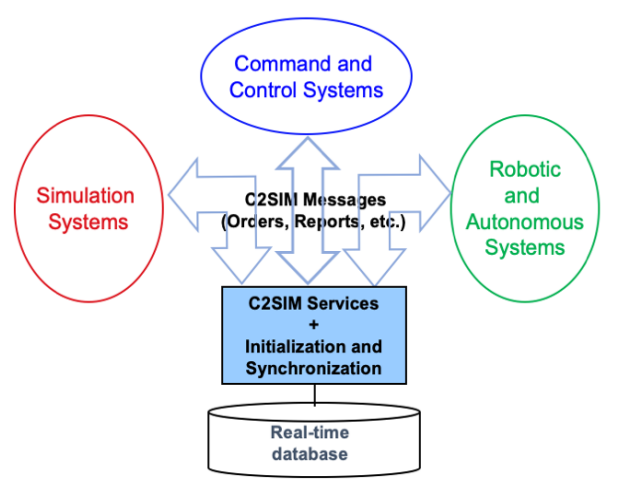 Command and
Control Systems
Simulation
Systems
C2SIM Messages
(Orders, Reports, etc.)
Robotic
and
Autonomous
Systems
C2SIM Services
+
Initialization and
Synchronization
Real-time
database